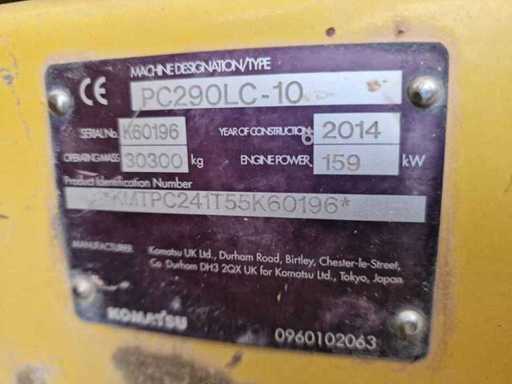 MACHINE DESIGNATION/TYPE
CE PC290LC-10
SERIAL No. K60196 YEAR OF CONSTRUCTION 2014
OPERATING MASS 30300 kg ENGINE POWER 159 kW
Product Identification Number
*KMTPC241T55K60196*
MANUFACTURER Komatsu UK Ltd., Durham Road, Birtley, Chester-le-Street,
Co. Durham DH3 2QX UK for Komatsu Ltd., Tokyo, Japan
KOMATSU
0960102063